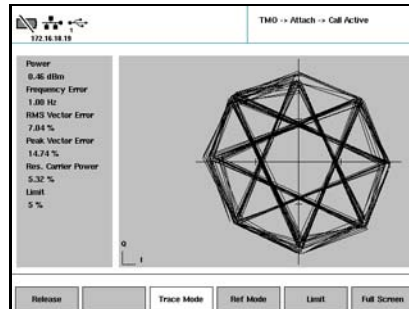 TMO -> Attach -> Call Active
172.16.18.19
Power
0.46 dBm
Frequency Error
1.00 Hz
RMS Vector Error
7.04 %
Peak Vector Error
14.74 %
Res. Carrier Power
5.32 %
Limit
5 %
Q
I
Release
Trace Mode
Ref Mode
Limit
Full Screen